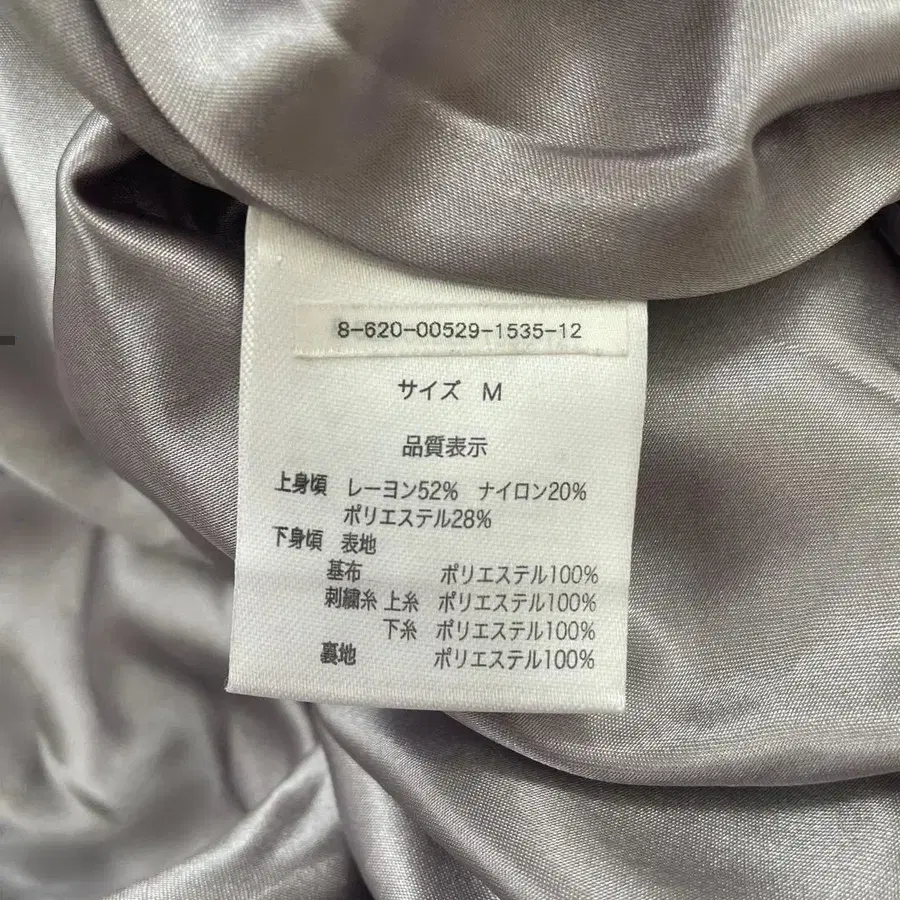 8-620-00529-1535-12
サイズ M
品質表示
上身頃 レーヨン52% ナイロン20%
ポリエステル28%
下身頃 表地
基布 ポリエステル100%
刺繍糸 上糸 ポリエステル100%
下糸 ポリエステル100%
裏地 ポリエステル100%